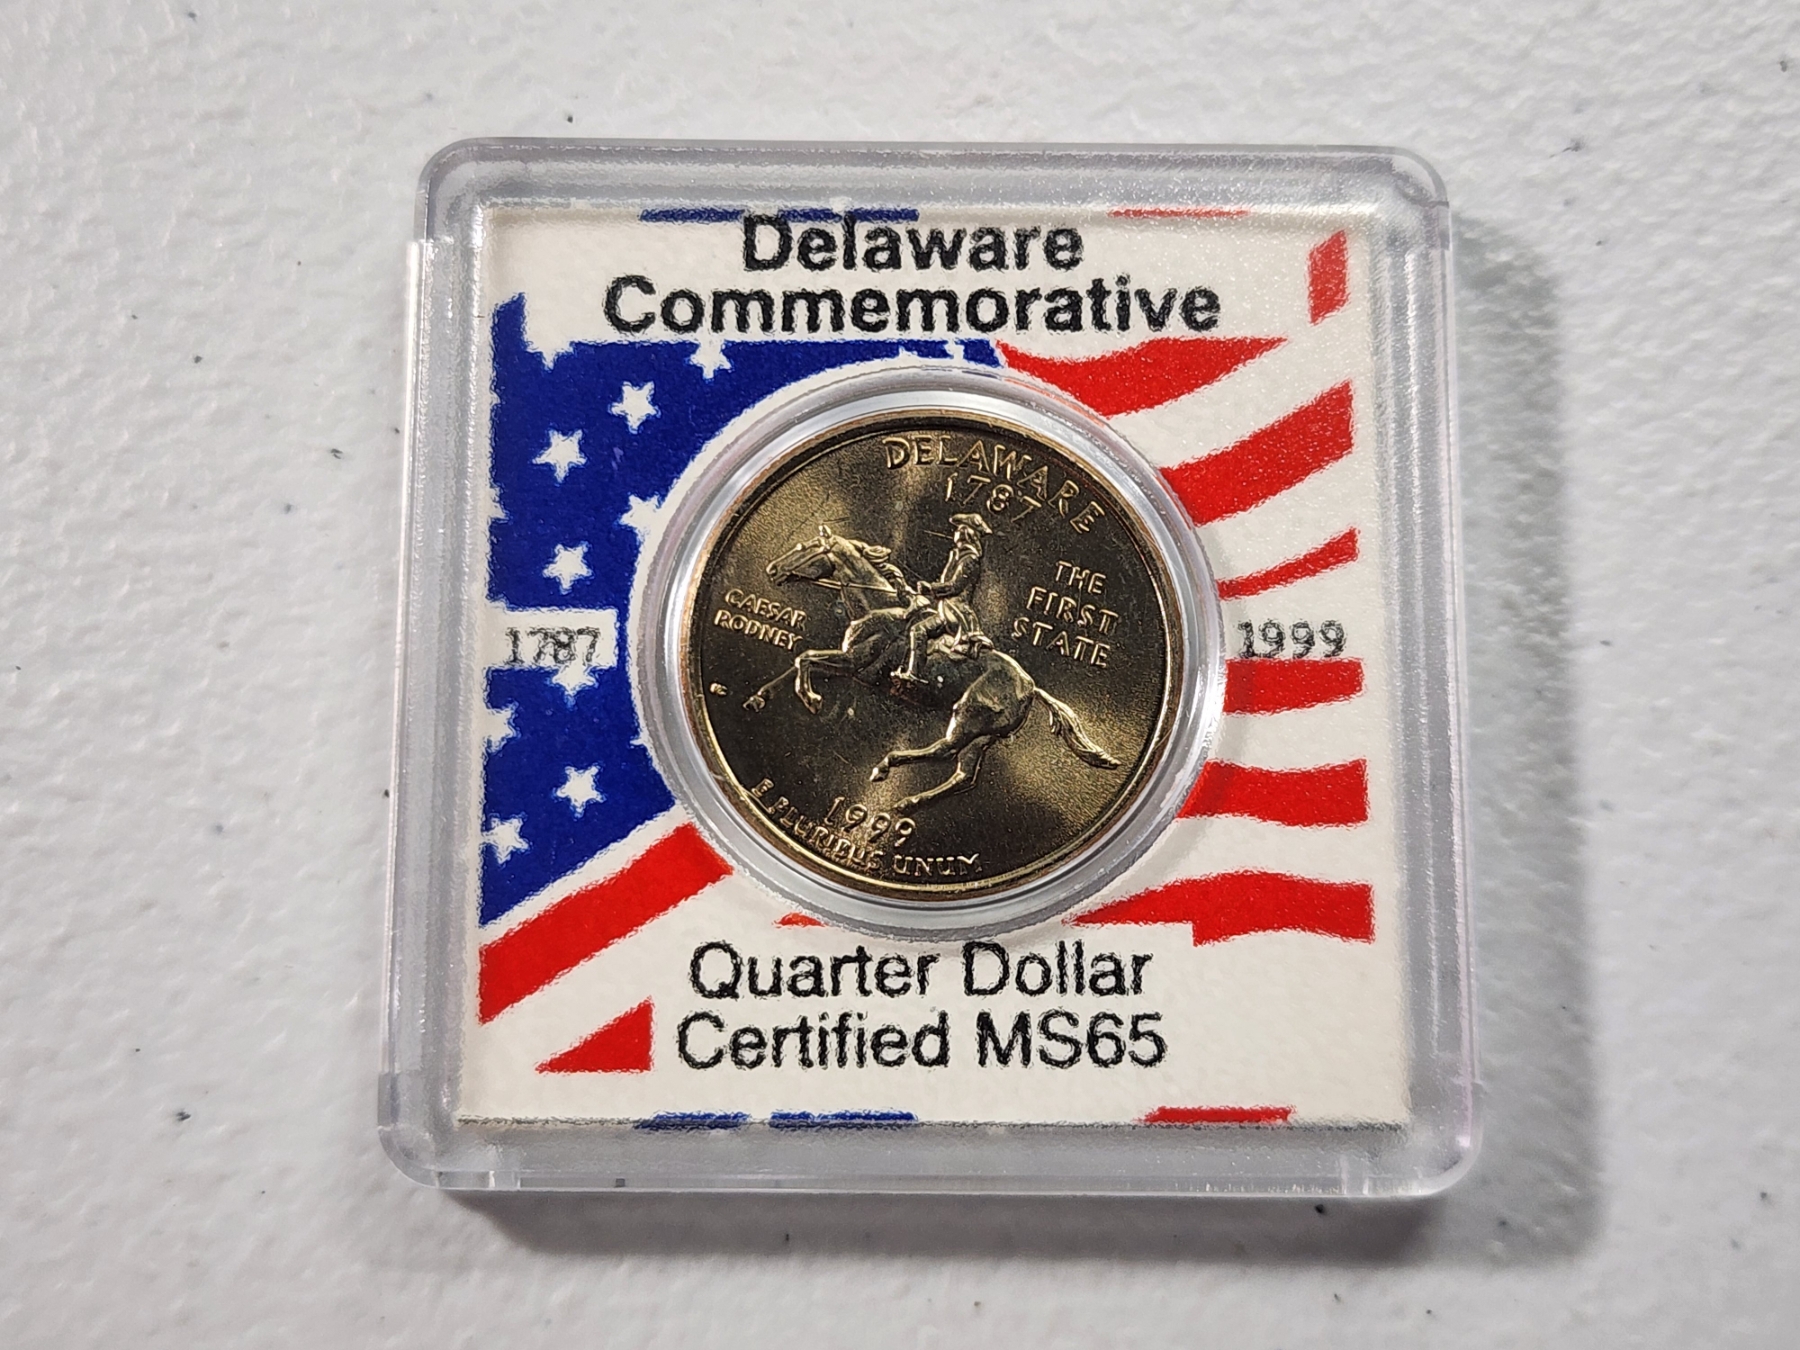 Delaware
Commemorative
DELAWARE
1787
THE
FIRST
STATE
CAESAR
RODNEY
1787
1999
1999
E PLURIBUS UNUM
Quarter Dollar
Certified MS65